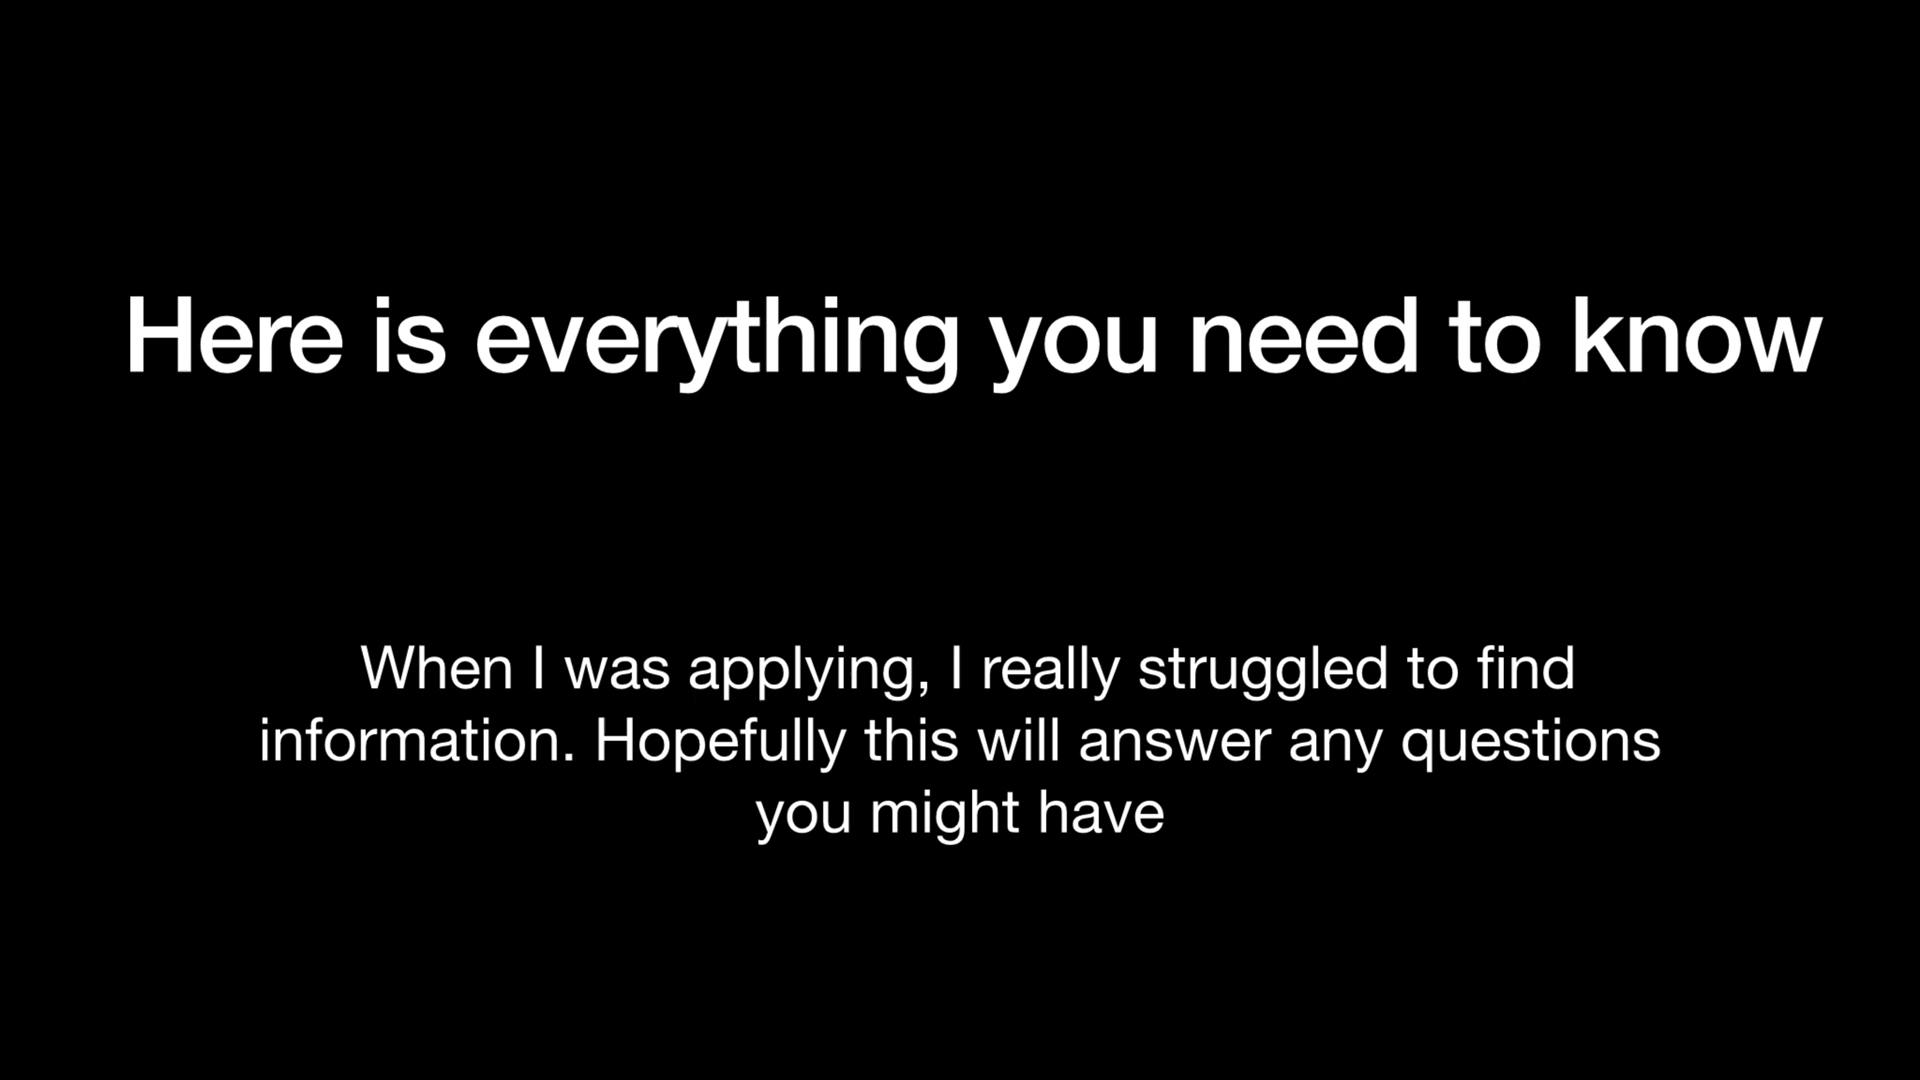 Here is everything you need to know
When I was applying, I really struggled to find
information. Hopefully this will answer any questions
you might have